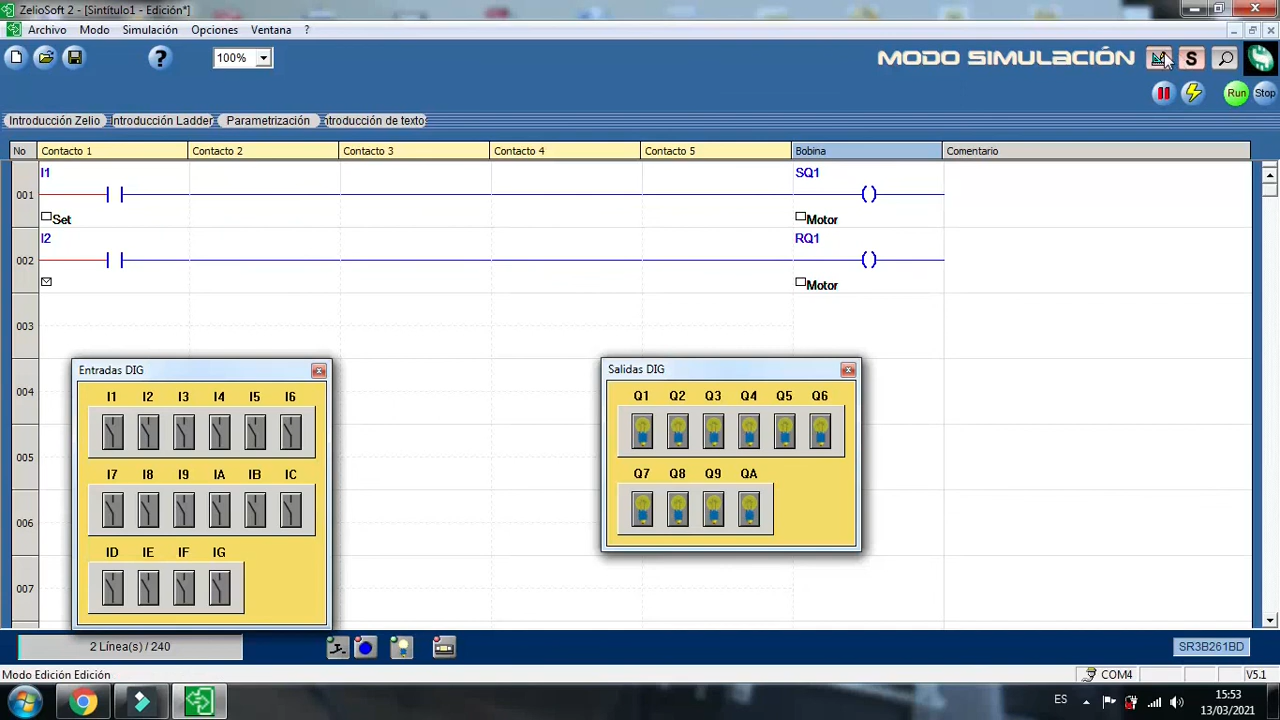 ZelioSoft 2 - [Sintítulo1 - Edición*]
Archivo Modo Simulación Opciones Ventana ?
100% MODO SIMULACIÓN S
Run Stop
Introducción Zelio ntroducción Ladder Parametrización ntroducción de texto
No Contacto 1 Contacto 2 Contacto 3 Contacto 4 Contacto 5 Bobina Comentario
I1 SQ1
001
Set Motor
I2 RQ1
002
Motor
003
004
005
006
007
Entradas DIG
I1 I2 I3 I4 I5 I6
I7 I8 I9 IA IB IC
ID IE IF IG
Salidas DIG
Q1 Q2 Q3 Q4 Q5 Q6
Q7 Q8 Q9 QA
2 Línea(s) / 240 SR3B261BD
Modo Edición Edición COM4 V5.1
ES 15:53
13/03/2021